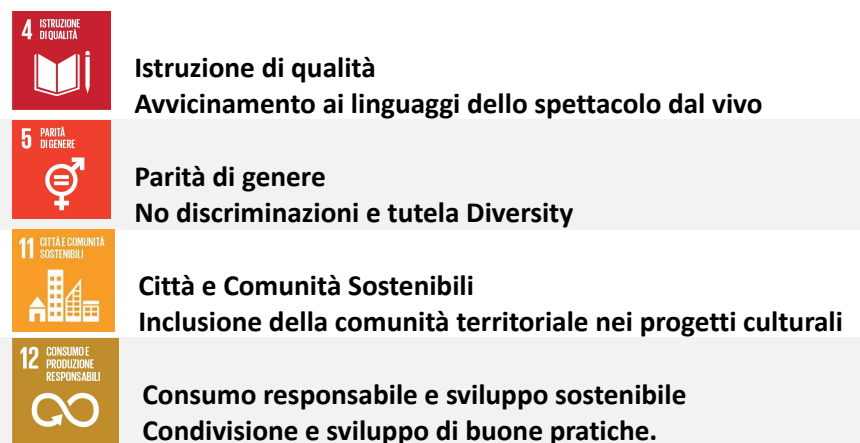 4 ISTRUZIONE
DI QUALITÀ
Istruzione di qualità
Avvicinamento ai linguaggi dello spettacolo dal vivo
5 PARITÀ
DI GENERE
Parità di genere
No discriminazioni e tutela Diversity
11 CITTÀ E COMUNITÀ
SOSTENIBILI
Città e Comunità Sostenibili
Inclusione della comunità territoriale nei progetti culturali
12 CONSUMO E
PRODUZIONE
RESPONSABILI
Consumo responsabile e sviluppo sostenibile
Condivisione e sviluppo di buone pratiche.